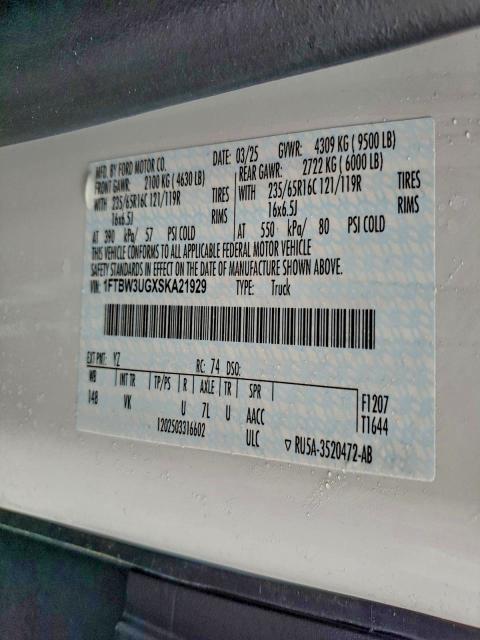 MFD. BY FORD MOTOR CO. DATE: 03/25 GVWR: 4309 KG ( 9500 LB)
FRONT GAWR: 2100 KG ( 4630 LB) REAR GAWR: 2722 KG ( 6000 LB)
WITH 235/65R16C 121/119R TIRES WITH 235/65R16C 121/119R TIRES
16x6.5J RIMS 16x6.5J RIMS
AT 390 kPa/ 57 PSI COLD AT 550 kPa/ 80 PSI COLD
THIS VEHICLE CONFORMS TO ALL APPLICABLE FEDERAL MOTOR VEHICLE
SAFETY STANDARDS IN EFFECT ON THE DATE OF MANUFACTURE SHOWN ABOVE.
VIN: 1FTBW3UGXSKA21929 TYPE: Truck
EXT PNT: YZ RC: 74 DSO:
WB INT TR TP/PS R AXLE TR SPR F1207
148 VK U 7L U AACC T1644
1202503316602 ULC ▽ RU5A-3520472-AB